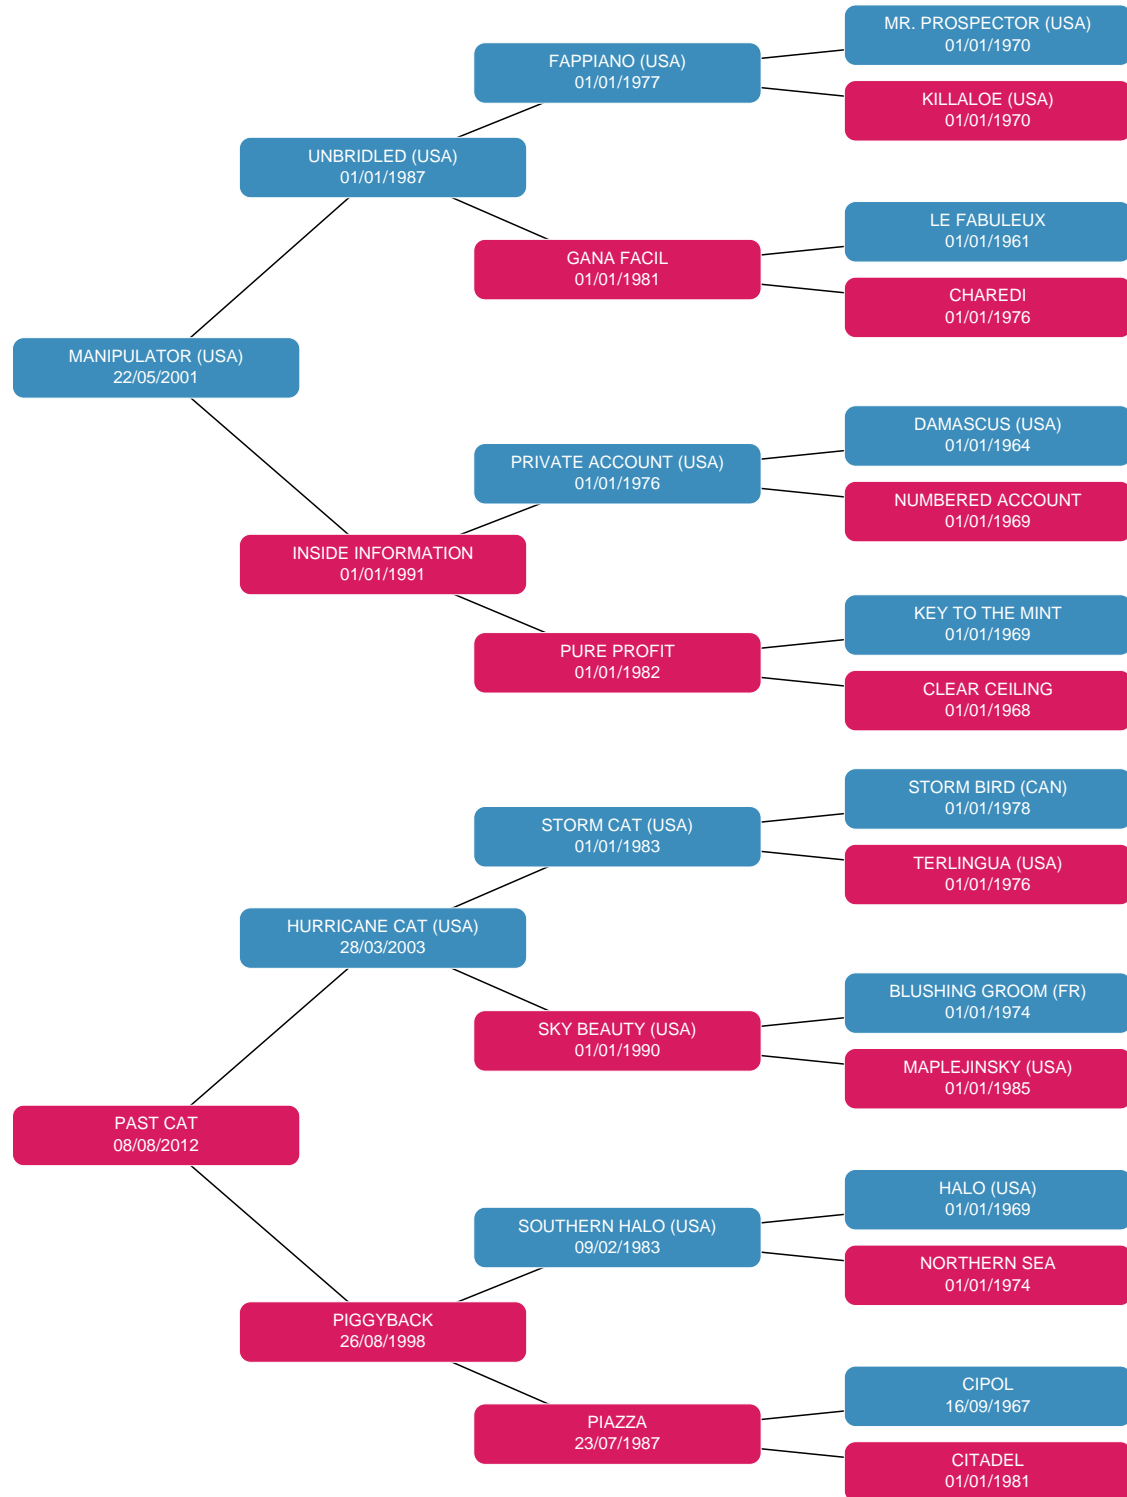 MR. PROSPECTOR (USA)
01/01/1970
FAPPIANO (USA)
01/01/1977
KILLALOE (USA)
01/01/1970
UNBRIDLED (USA)
01/01/1987
LE FABULEUX
01/01/1961
GANA FACIL
01/01/1981
CHAREDI
01/01/1976
MANIPULATOR (USA)
22/05/2001
DAMASCUS (USA)
01/01/1964
PRIVATE ACCOUNT (USA)
01/01/1976
NUMBERED ACCOUNT
01/01/1969
INSIDE INFORMATION
01/01/1991
KEY TO THE MINT
01/01/1969
PURE PROFIT
01/01/1982
CLEAR CEILING
01/01/1968
STORM BIRD (CAN)
01/01/1978
STORM CAT (USA)
01/01/1983
TERLINGUA (USA)
01/01/1976
HURRICANE CAT (USA)
28/03/2003
BLUSHING GROOM (FR)
01/01/1974
SKY BEAUTY (USA)
01/01/1990
MAPLEJINSKY (USA)
01/01/1985
PAST CAT
08/08/2012
HALO (USA)
01/01/1969
SOUTHERN HALO (USA)
09/02/1983
NORTHERN SEA
01/01/1974
PIGGYBACK
26/08/1998
CIPOL
16/09/1967
PIAZZA
23/07/1987
CITADEL
01/01/1981